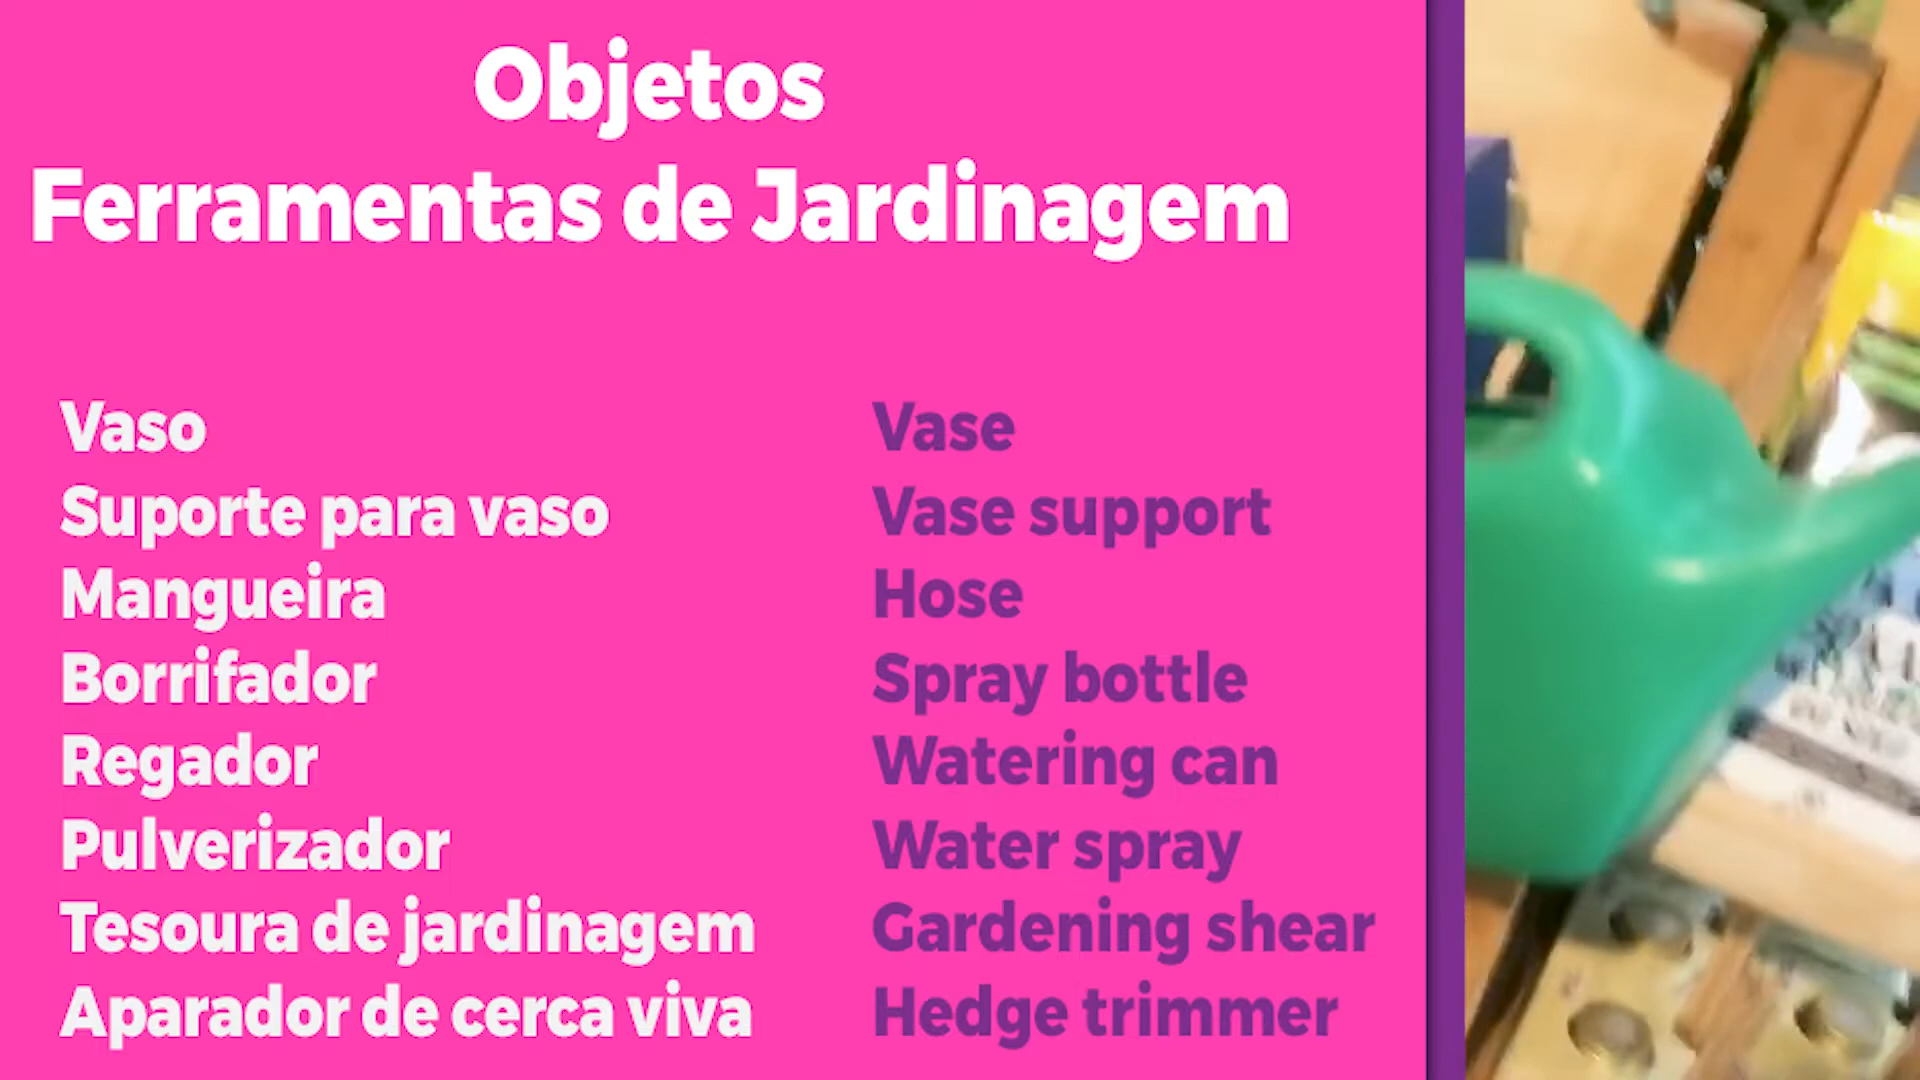 Objetos
Ferramentas de Jardinagem
Vaso Vase
Suporte para vaso Vase support
Mangueira Hose
Borrifador Spray bottle
Regador Watering can
Pulverizador Water spray
Tesoura de jardinagem Gardening shear
Aparador de cerca viva Hedge trimmer